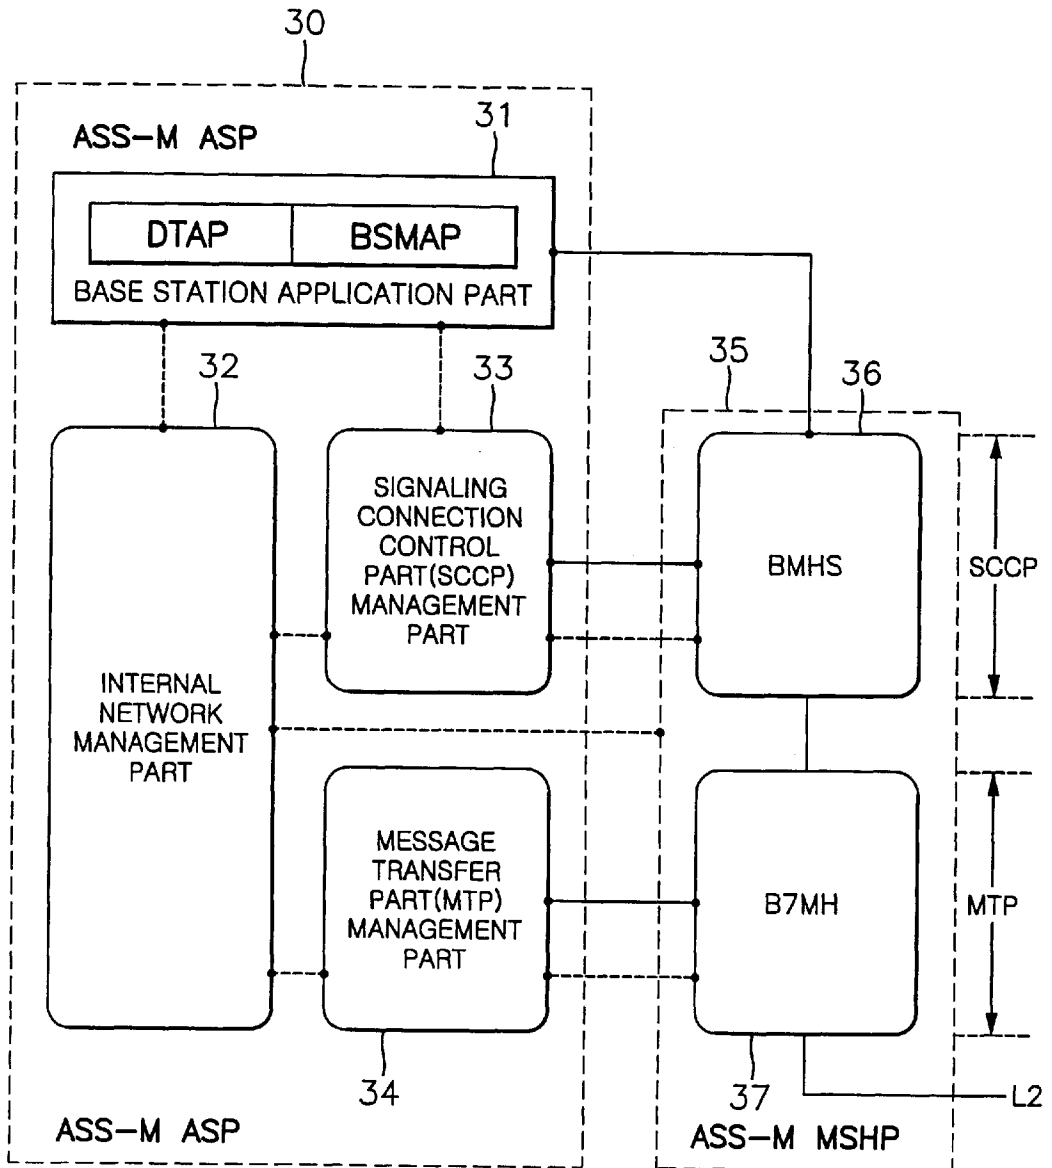 30
ASS-M ASP
31
DTAP
BSMAP
BASE STATION APPLICATION PART
32
33
35
36
SIGNALING
CONNECTION
CONTROL
PART(SCCP)
MANAGEMENT
PART
BMHS
SCCP
INTERNAL
NETWORK
MANAGEMENT
PART
MESSAGE
TRANSFER
PART(MTP)
MANAGEMENT
PART
B7MH
MTP
34
37
L2
ASS-M ASP
ASS-M MSHP